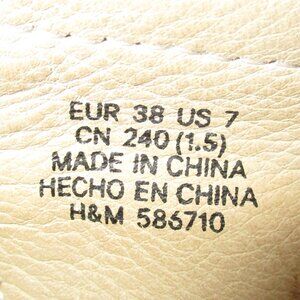 EUR 38 US 7
CN 240 (1.5)
MADE IN CHINA
HECHO EN CHINA
H&M 586710